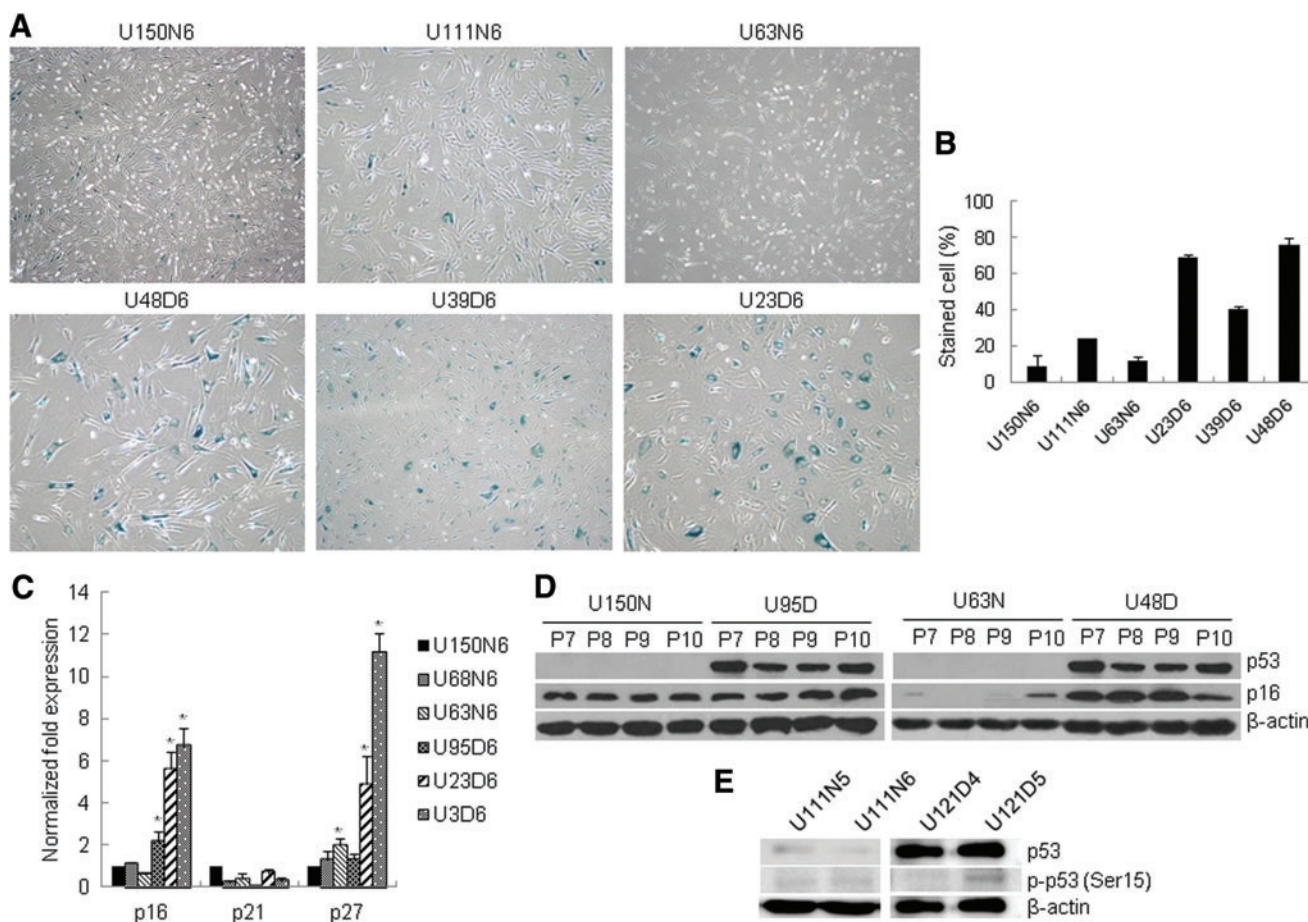 A
U150N6 U111N6 U63N6
U48D6 U39D6 U23D6
B
Stained cell (%)
100
80
60
40
20
0
U150N6 U111N6 U63N6 U23D6 U39D6 U48D6
C
Normalized fold expression
14
12
10
8
6
4
2
0
* * * * * *
p16 p21 p27
U150N6
U68N6
U63N6
U95D6
U23D6
U3D6
D
U150N U95D U63N U48D
P7 P8 P9 P10 P7 P8 P9 P10 P7 P8 P9 P10 P7 P8 P9 P10
p53
p16
β-actin
E
U111N5 U111N6 U121D4 U121D5
p53
p-p53 (Ser15)
β-actin